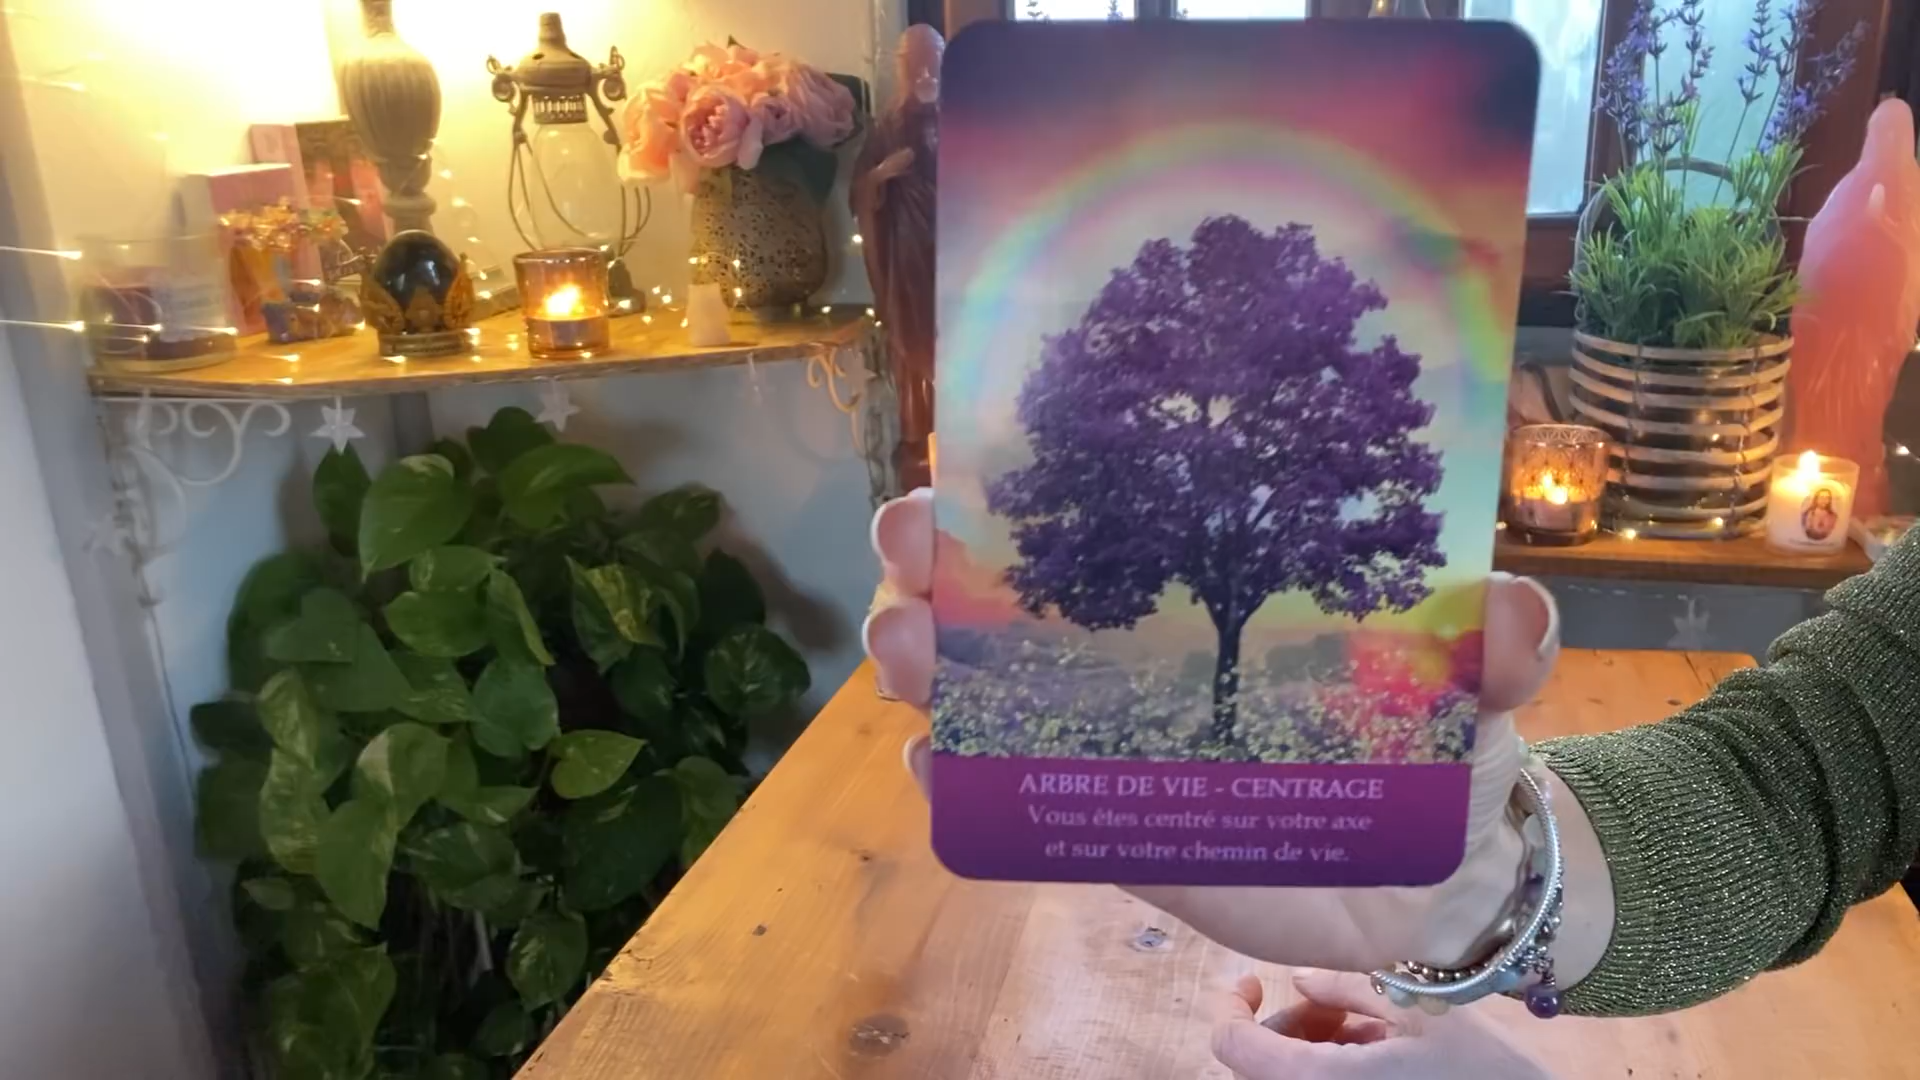 ARBRE DE VIE - CENTRAGE
Vous êtes centré sur votre axe
et sur votre chemin de vie.